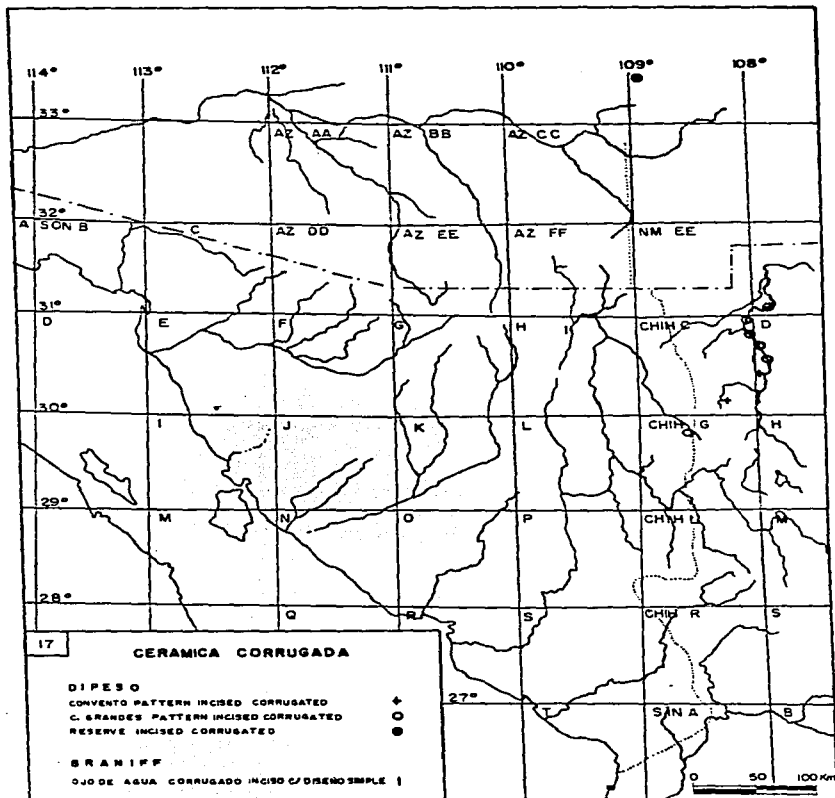 114° 113° 112° 111° 110° 109° 108°
33°
AZ AA AZ BB AZ CC
32°
A SON B C AZ DD AZ EE AZ FF NM EE
31°
D E F G H I CHIH C D
30°
I J K L CHIH G H
29°
M N O P CHIH L M
28°
Q R S CHIH R S
17
CERAMICA CORRUGADA
27°
T SIN A B
DIPESO
CONVENTO PATTERN INCISED CORRUGATED +
C. GRANDES PATTERN INCISED CORRUGATED O
RESERVE INCISED CORRUGATED ●
BRANIFF
OJO DE AGUA CORRUGADO INCISO C/DISEÑO SIMPLE I
0 50 100 Km